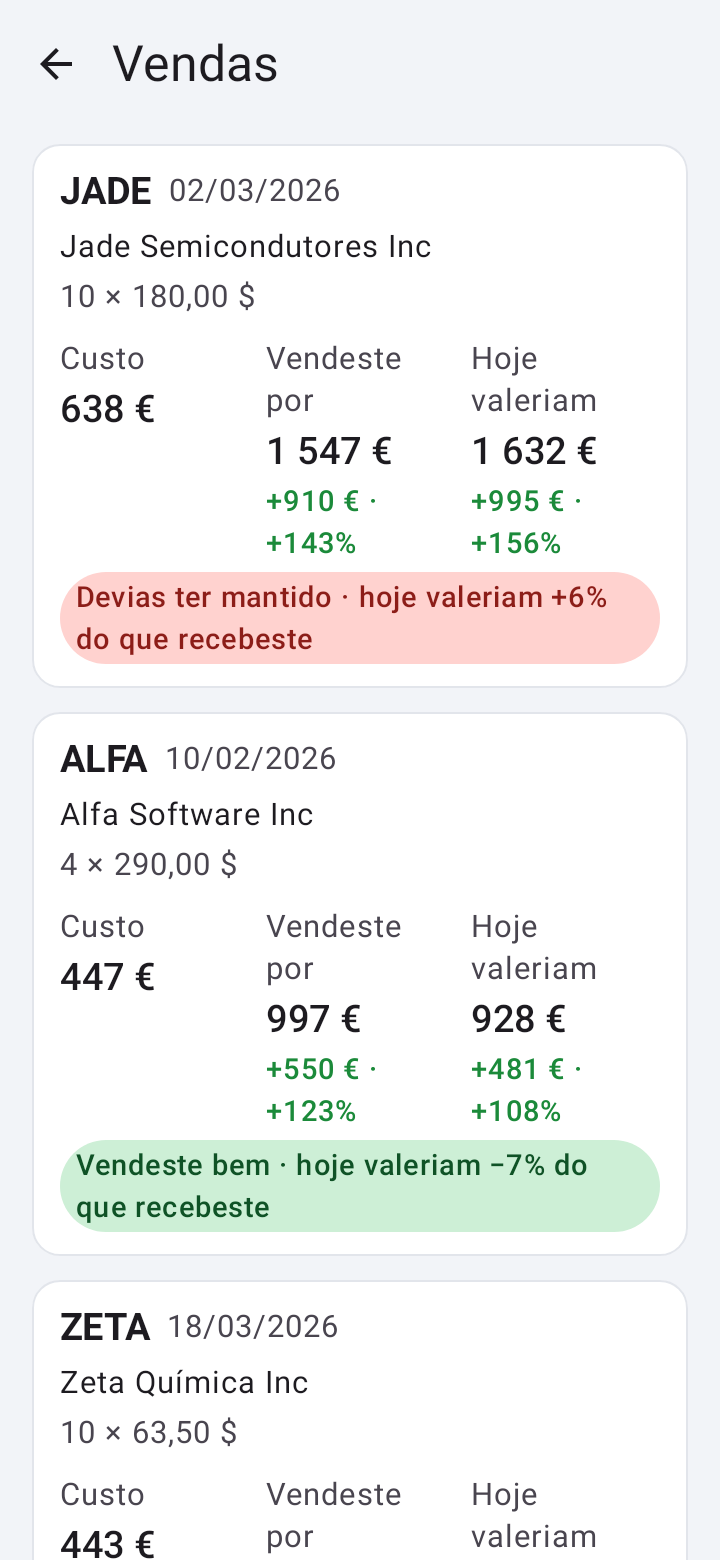 Vendas
JADE 02/03/2026
Jade Semicondutores Inc
10 × 180,00 $
Custo
638 €
Vendeste
por
1 547 €
+910 € ·
+143%
Hoje
valeriam
1 632 €
+995 € ·
+156%
Devias ter mantido · hoje valeriam +6%
do que recebeste
ALFA 10/02/2026
Alfa Software Inc
4 × 290,00 $
Custo
447 €
Vendeste
por
997 €
+550 € ·
+123%
Hoje
valeriam
928 €
+481 € ·
+108%
Vendeste bem · hoje valeriam −7% do
que recebeste
ZETA 18/03/2026
Zeta Química Inc
10 × 63,50 $
Custo
443 €
Vendeste
por
Hoje
valeriam